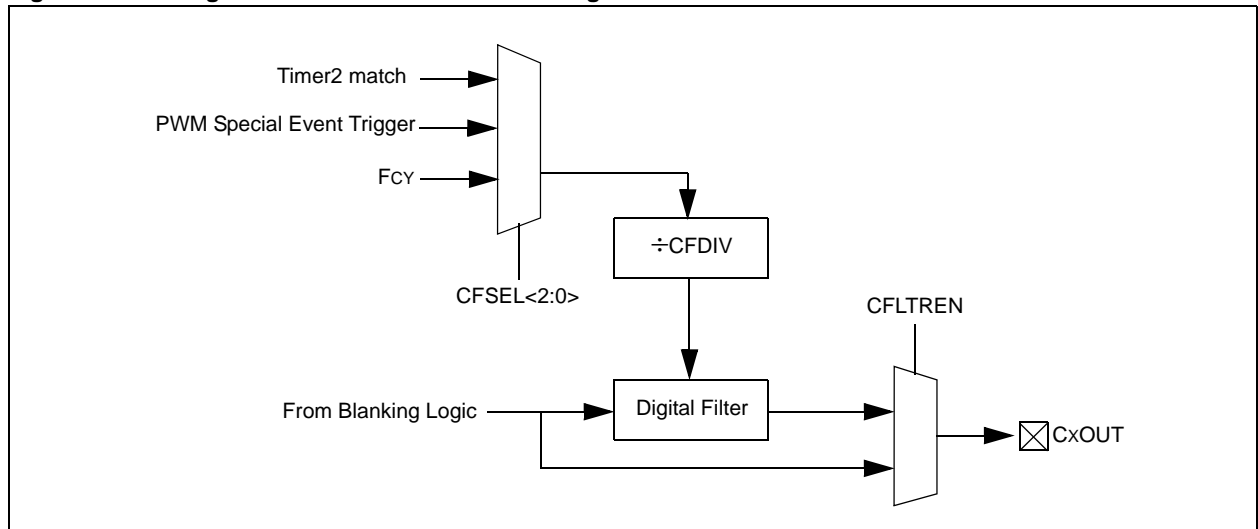 Timer2 match
PWM Special Event Trigger
FCY
÷CFDIV
CFSEL<2:0>
CFLTREN
From Blanking Logic
Digital Filter
CxOUT